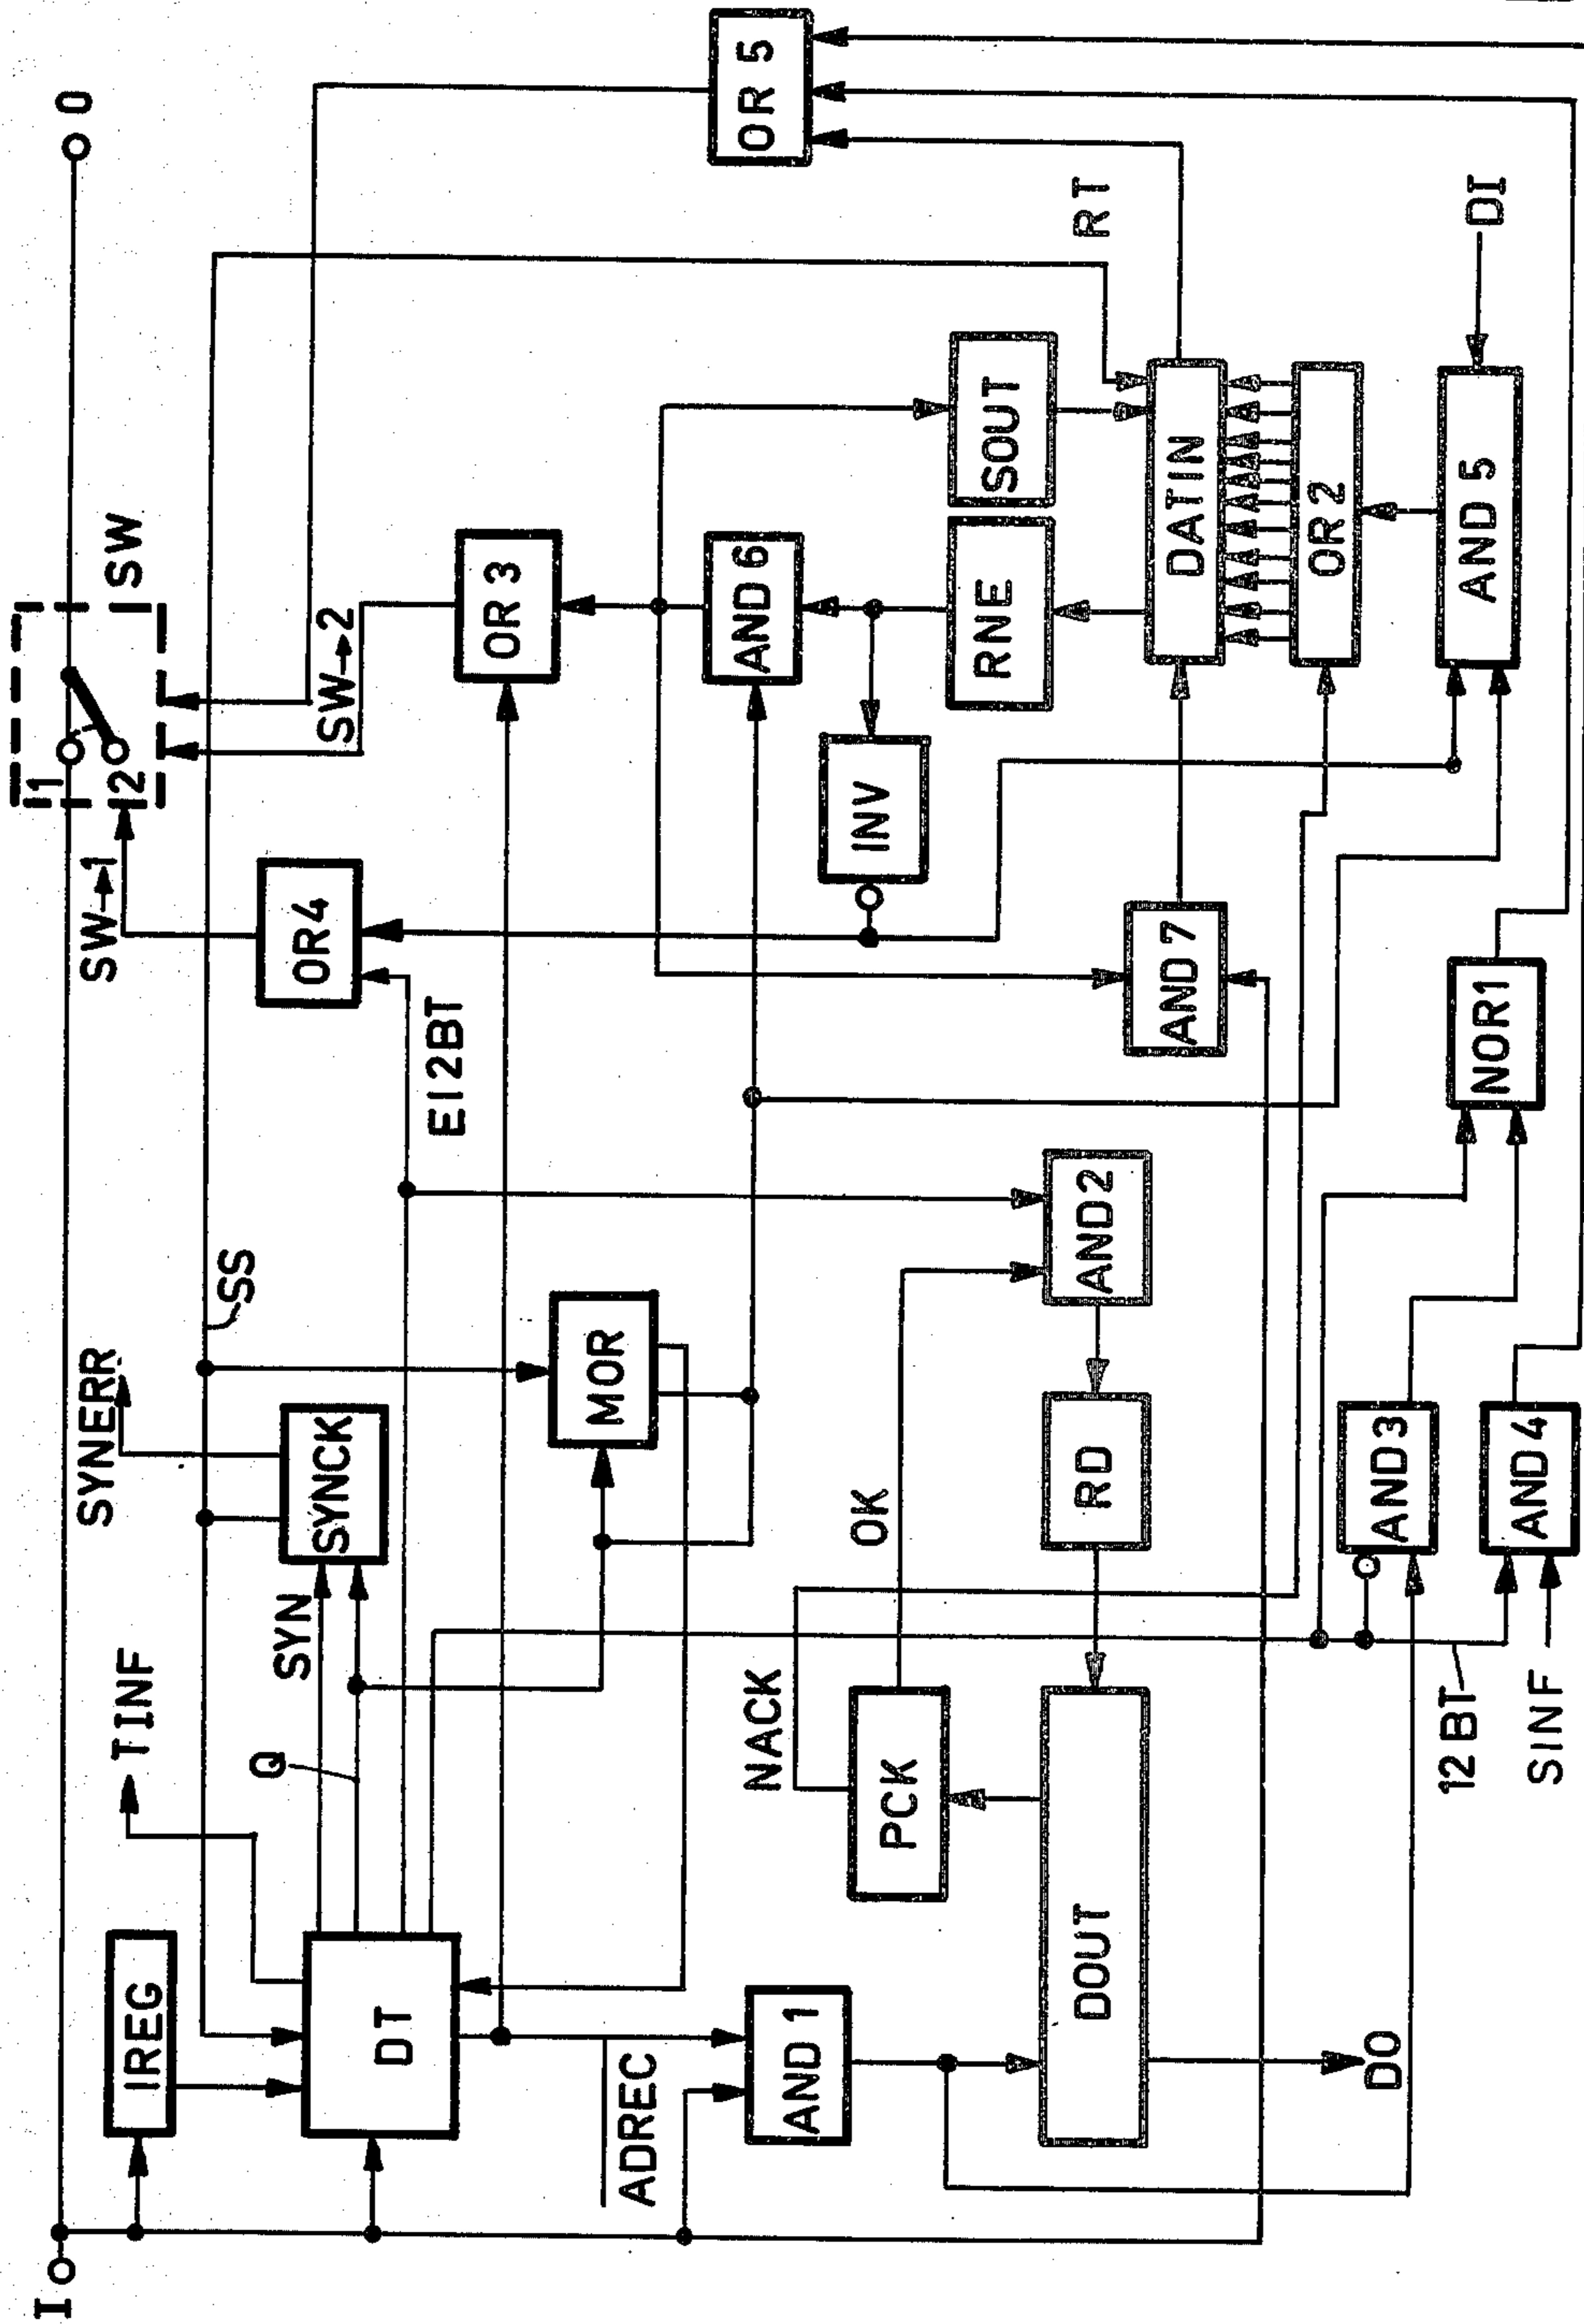 I
O
1
2
SW
SW→1
SW→2
SYNERR
TINF
SS
IREG
SYNCK
SYN
Q
DT
OR4
E12BT
OR 3
OR 5
MOR
ADREC
AND 1
AND 6
INV
RNE
SOUT
RT
NACK
OK
PCK
DOUT
RD
AND2
AND 7
DATIN
OR 2
DO
AND3
AND4
NOR1
AND 5
DI
12BT
SINF